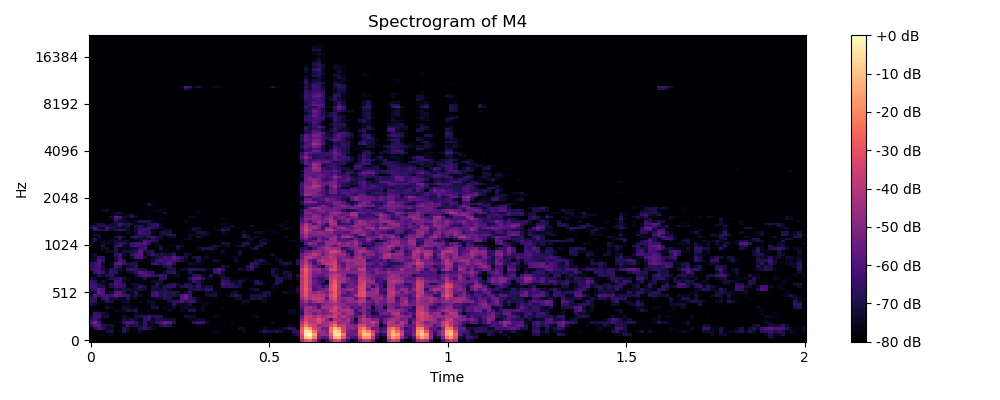 Spectrogram of M4
16384
8192
4096
2048
1024
512
0
Hz
0
0.5
1
1.5
2
Time
+0 dB
-10 dB
-20 dB
-30 dB
-40 dB
-50 dB
-60 dB
-70 dB
-80 dB